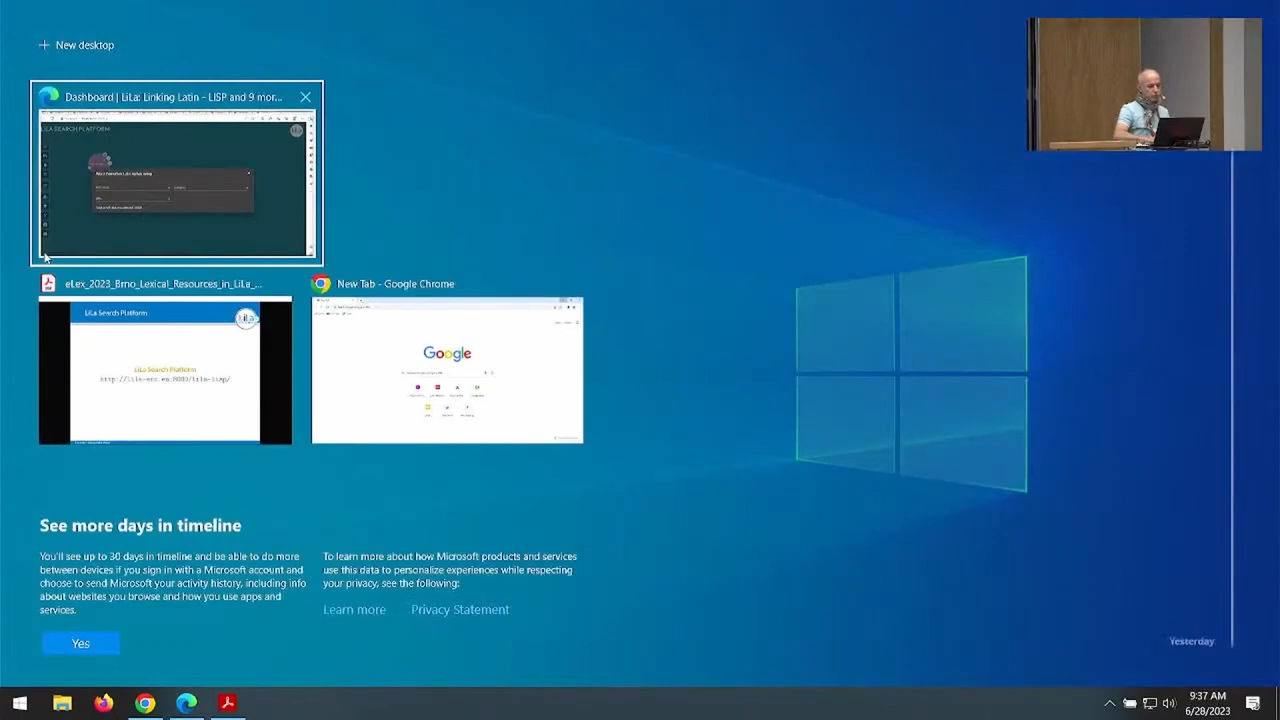 New desktop
Dashboard | LiLa: Linking Latin - LISP and 9 mor...
LILA SEARCH PLATFORM
eLex_2023_Brno_Lexical_Resources_in_LiLa_...
New Tab - Google Chrome
LiLa Search Platform
LiLa
LiLa Search Platform
Google
See more days in timeline
You'll see up to 30 days in timeline and be able to do more
between devices if you sign in with a Microsoft account and
choose to send Microsoft your activity history, including info
about websites you browse and how you use apps and
services.
To learn more about how Microsoft products and services
use this data to personalize experiences while respecting
your privacy, see the following:
Learn more
Privacy Statement
Yes
Yesterday
9:37 AM
6/28/2023